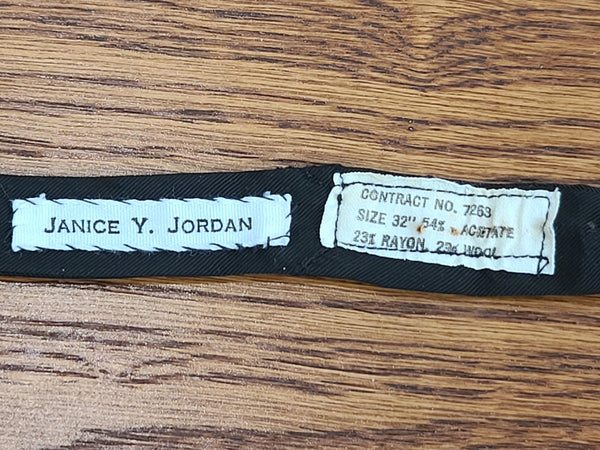 JANICE Y. JORDAN
CONTRACT NO. 7263
SIZE 32" 54% ACETATE
23% RAYON 23% WOOL